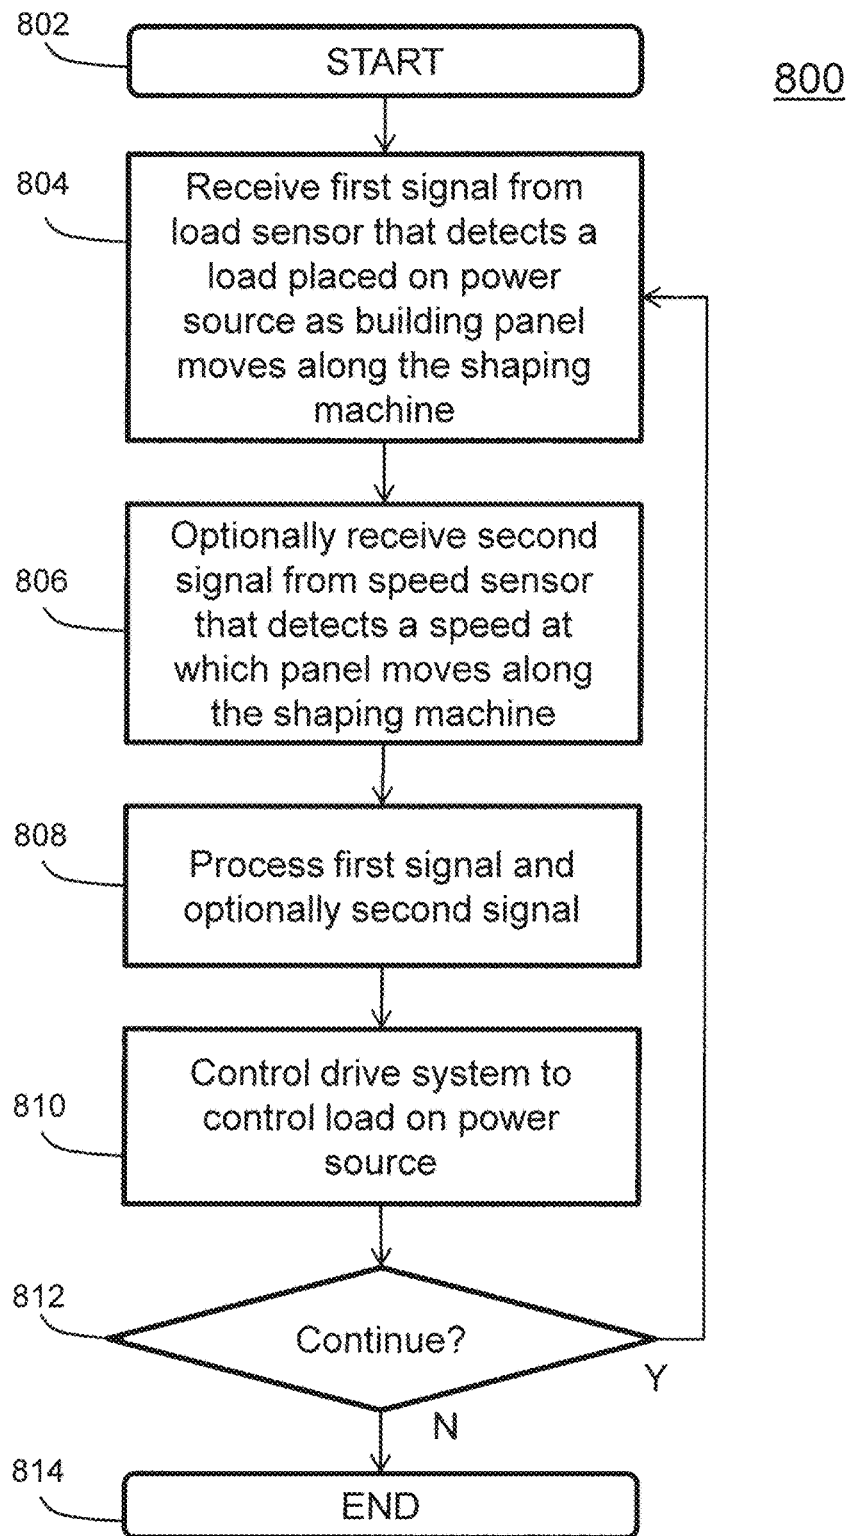 802
START
800
804
Receive first signal from
load sensor that detects a
load placed on power
source as building panel
moves along the shaping
machine
806
Optionally receive second
signal from speed sensor
that detects a speed at
which panel moves along
the shaping machine
808
Process first signal and
optionally second signal
810
Control drive system to
control load on power
source
812
Continue?
Y
N
814
END